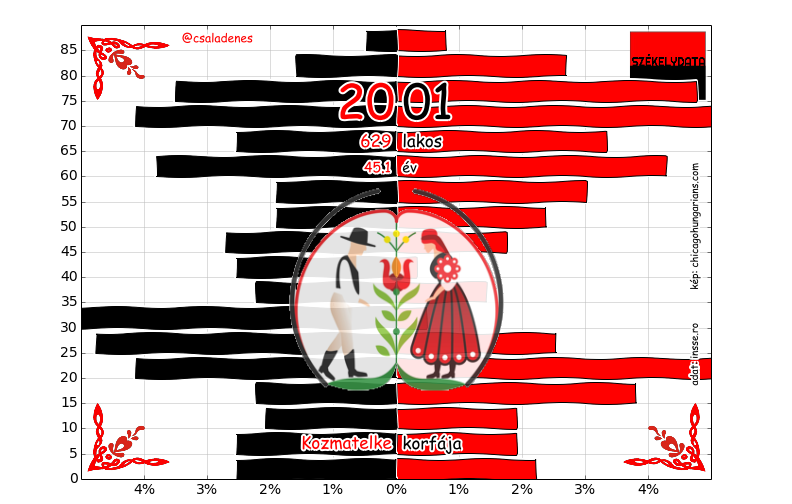 @csaladenes
SZÉKELYDATA
2001
629 lakos
45.1 év
kép: chicagohungarians.com
adat: insse.ro
Kozmatelke korfája
85
80
75
70
65
60
55
50
45
40
35
30
25
20
15
10
5
0
4% 3% 2% 1% 0% 1% 2% 3% 4%